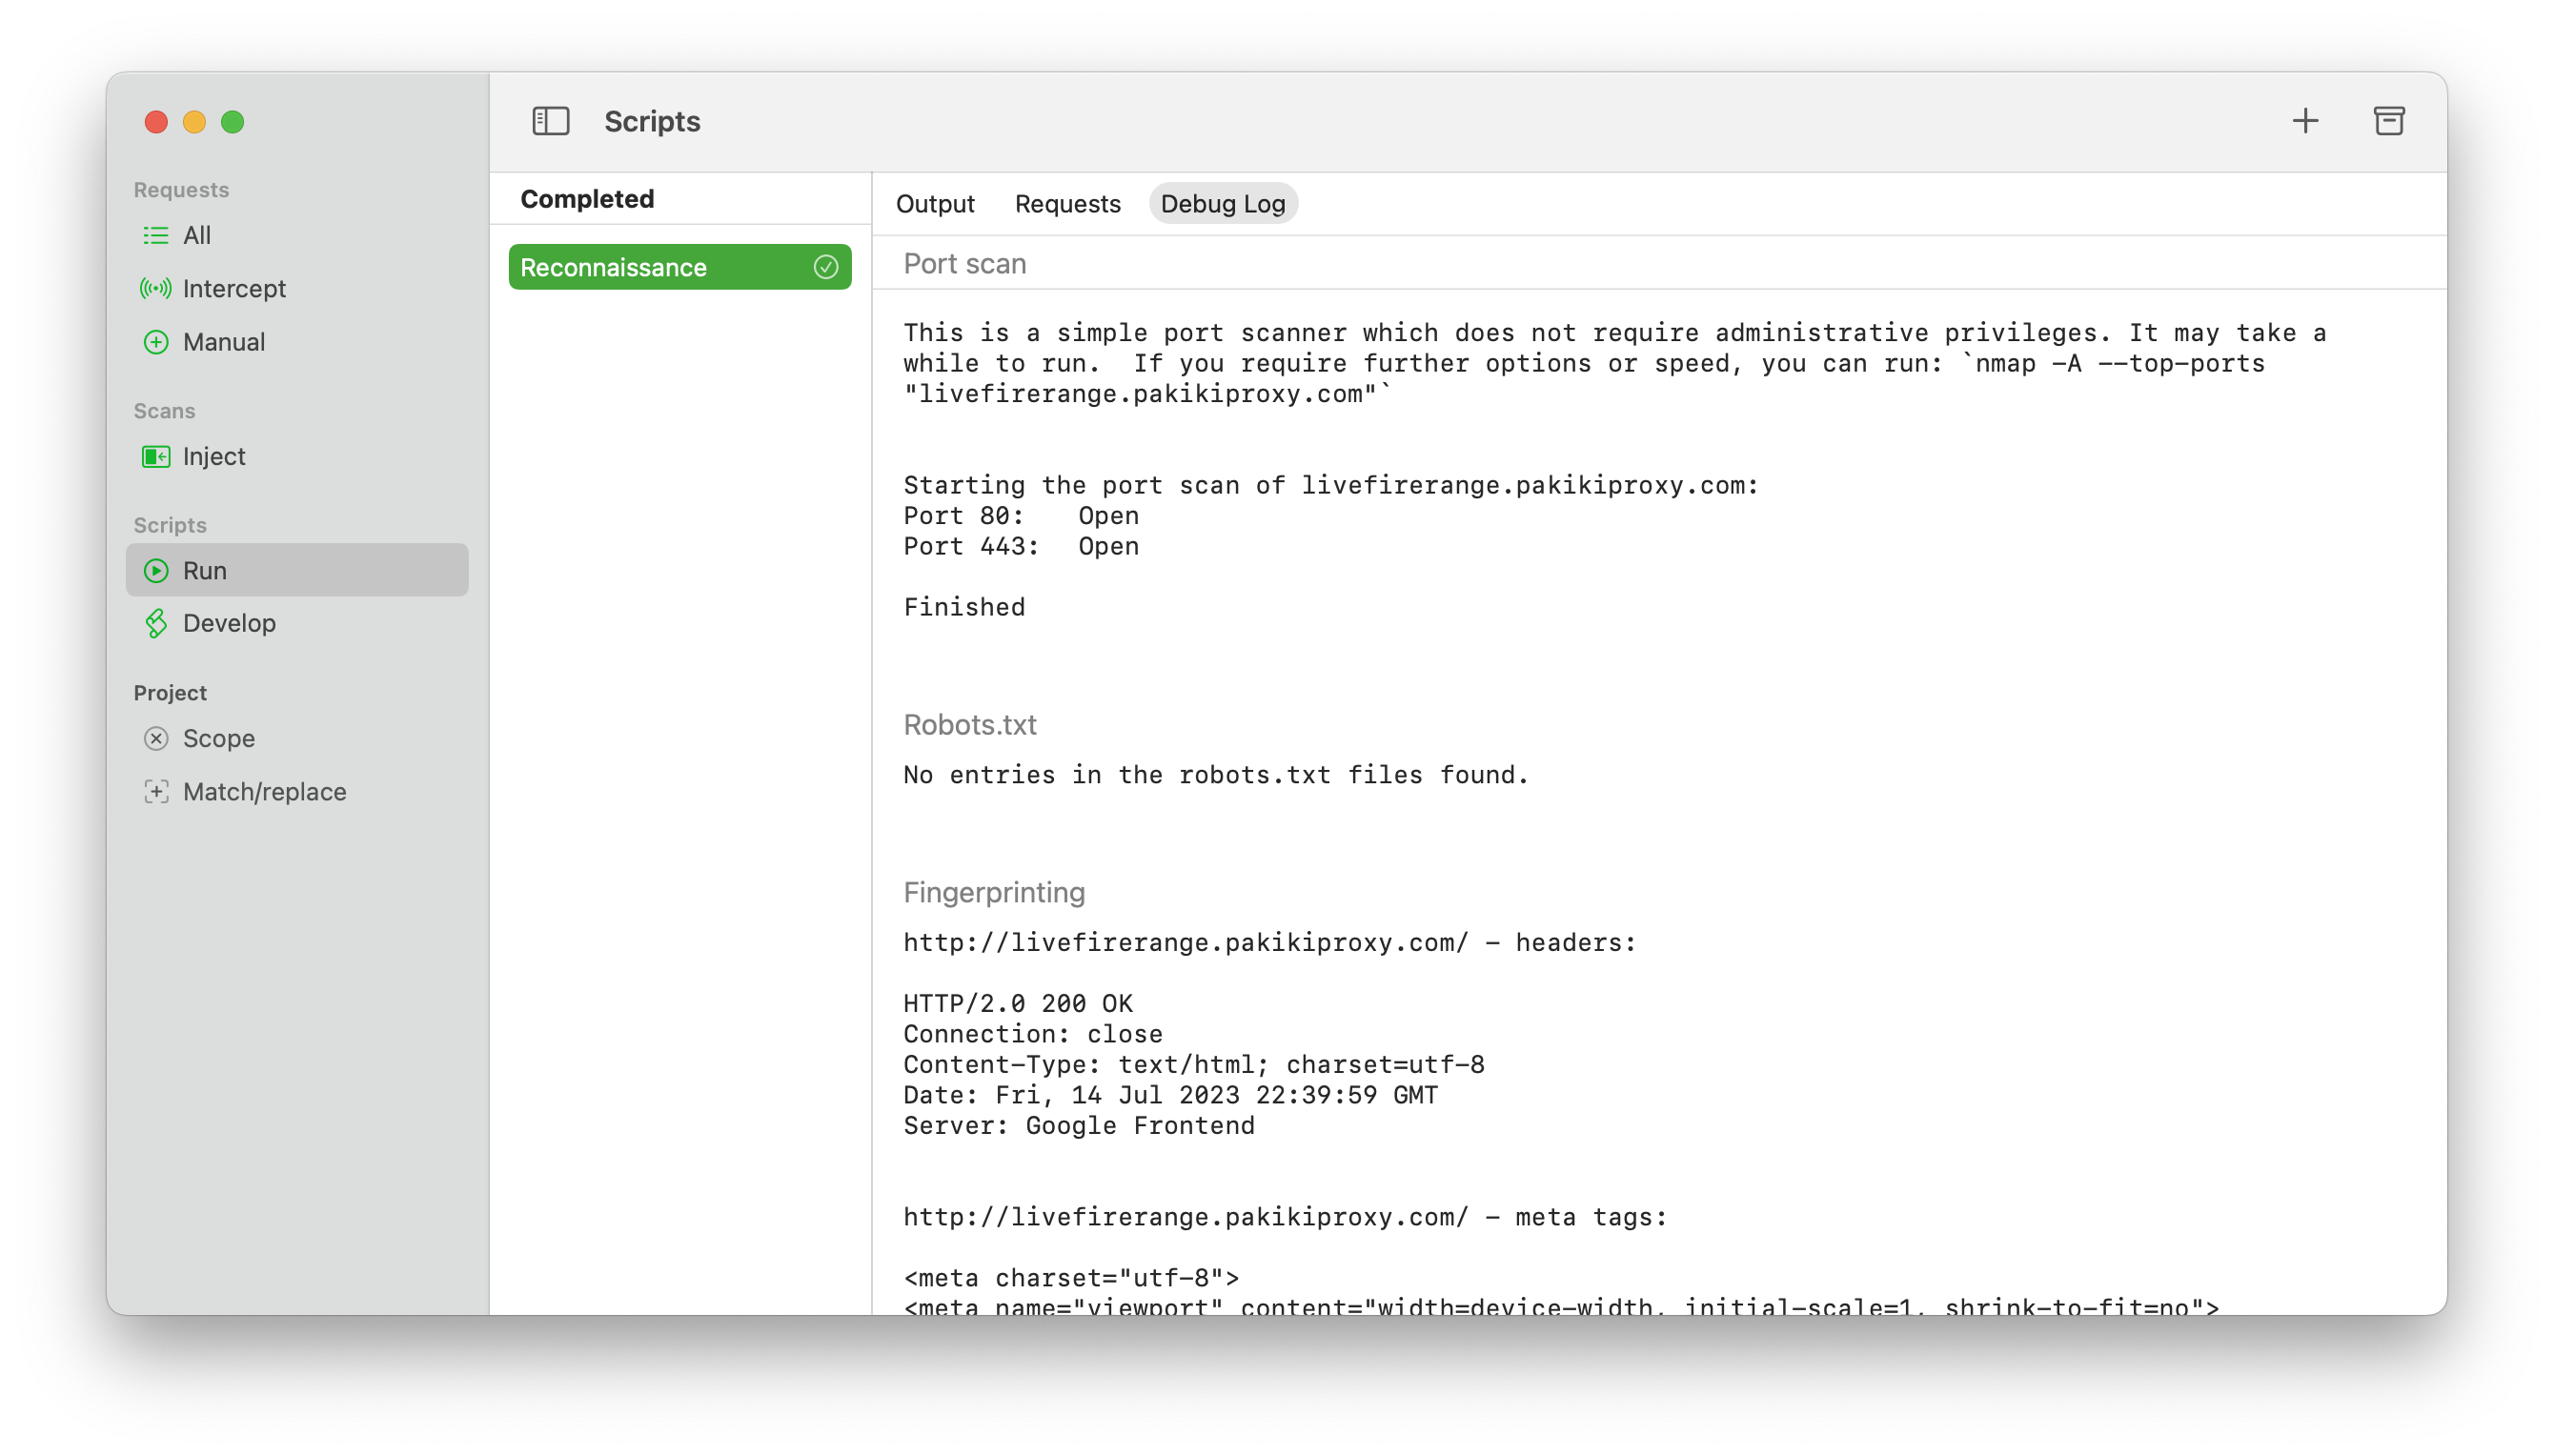 Scripts
Requests
All
Intercept
Manual
Scans
Inject
Scripts
Run
Develop
Project
Scope
Match/replace
Completed
Reconnaissance
Output Requests Debug Log
Port scan
This is a simple port scanner which does not require administrative privileges. It may take a
while to run.  If you require further options or speed, you can run: `nmap -A --top-ports
"livefirerange.pakikiproxy.com"`
Starting the port scan of livefirerange.pakikiproxy.com:
Port 80: Open
Port 443: Open
Finished
Robots.txt
No entries in the robots.txt files found.
Fingerprinting
http://livefirerange.pakikiproxy.com/ - headers:
HTTP/2.0 200 OK
Connection: close
Content-Type: text/html; charset=utf-8
Date: Fri, 14 Jul 2023 22:39:59 GMT
Server: Google Frontend
http://livefirerange.pakikiproxy.com/ - meta tags:
<meta charset="utf-8">
<meta name="viewport" content="width=device-width, initial-scale=1, shrink-to-fit=no">